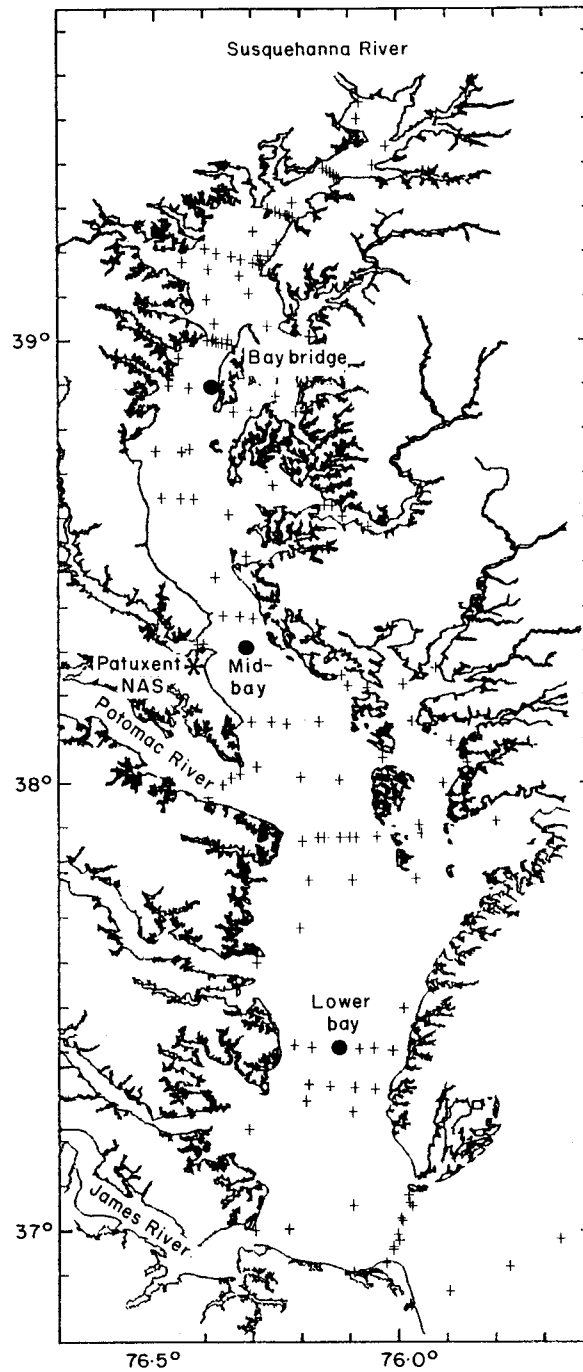 Susquehanna River
39°
Bay bridge
Patuxent
NAS
Mid-
bay
Potomac River
38°
Lower
bay
James River
37°
76.5°
76.0°